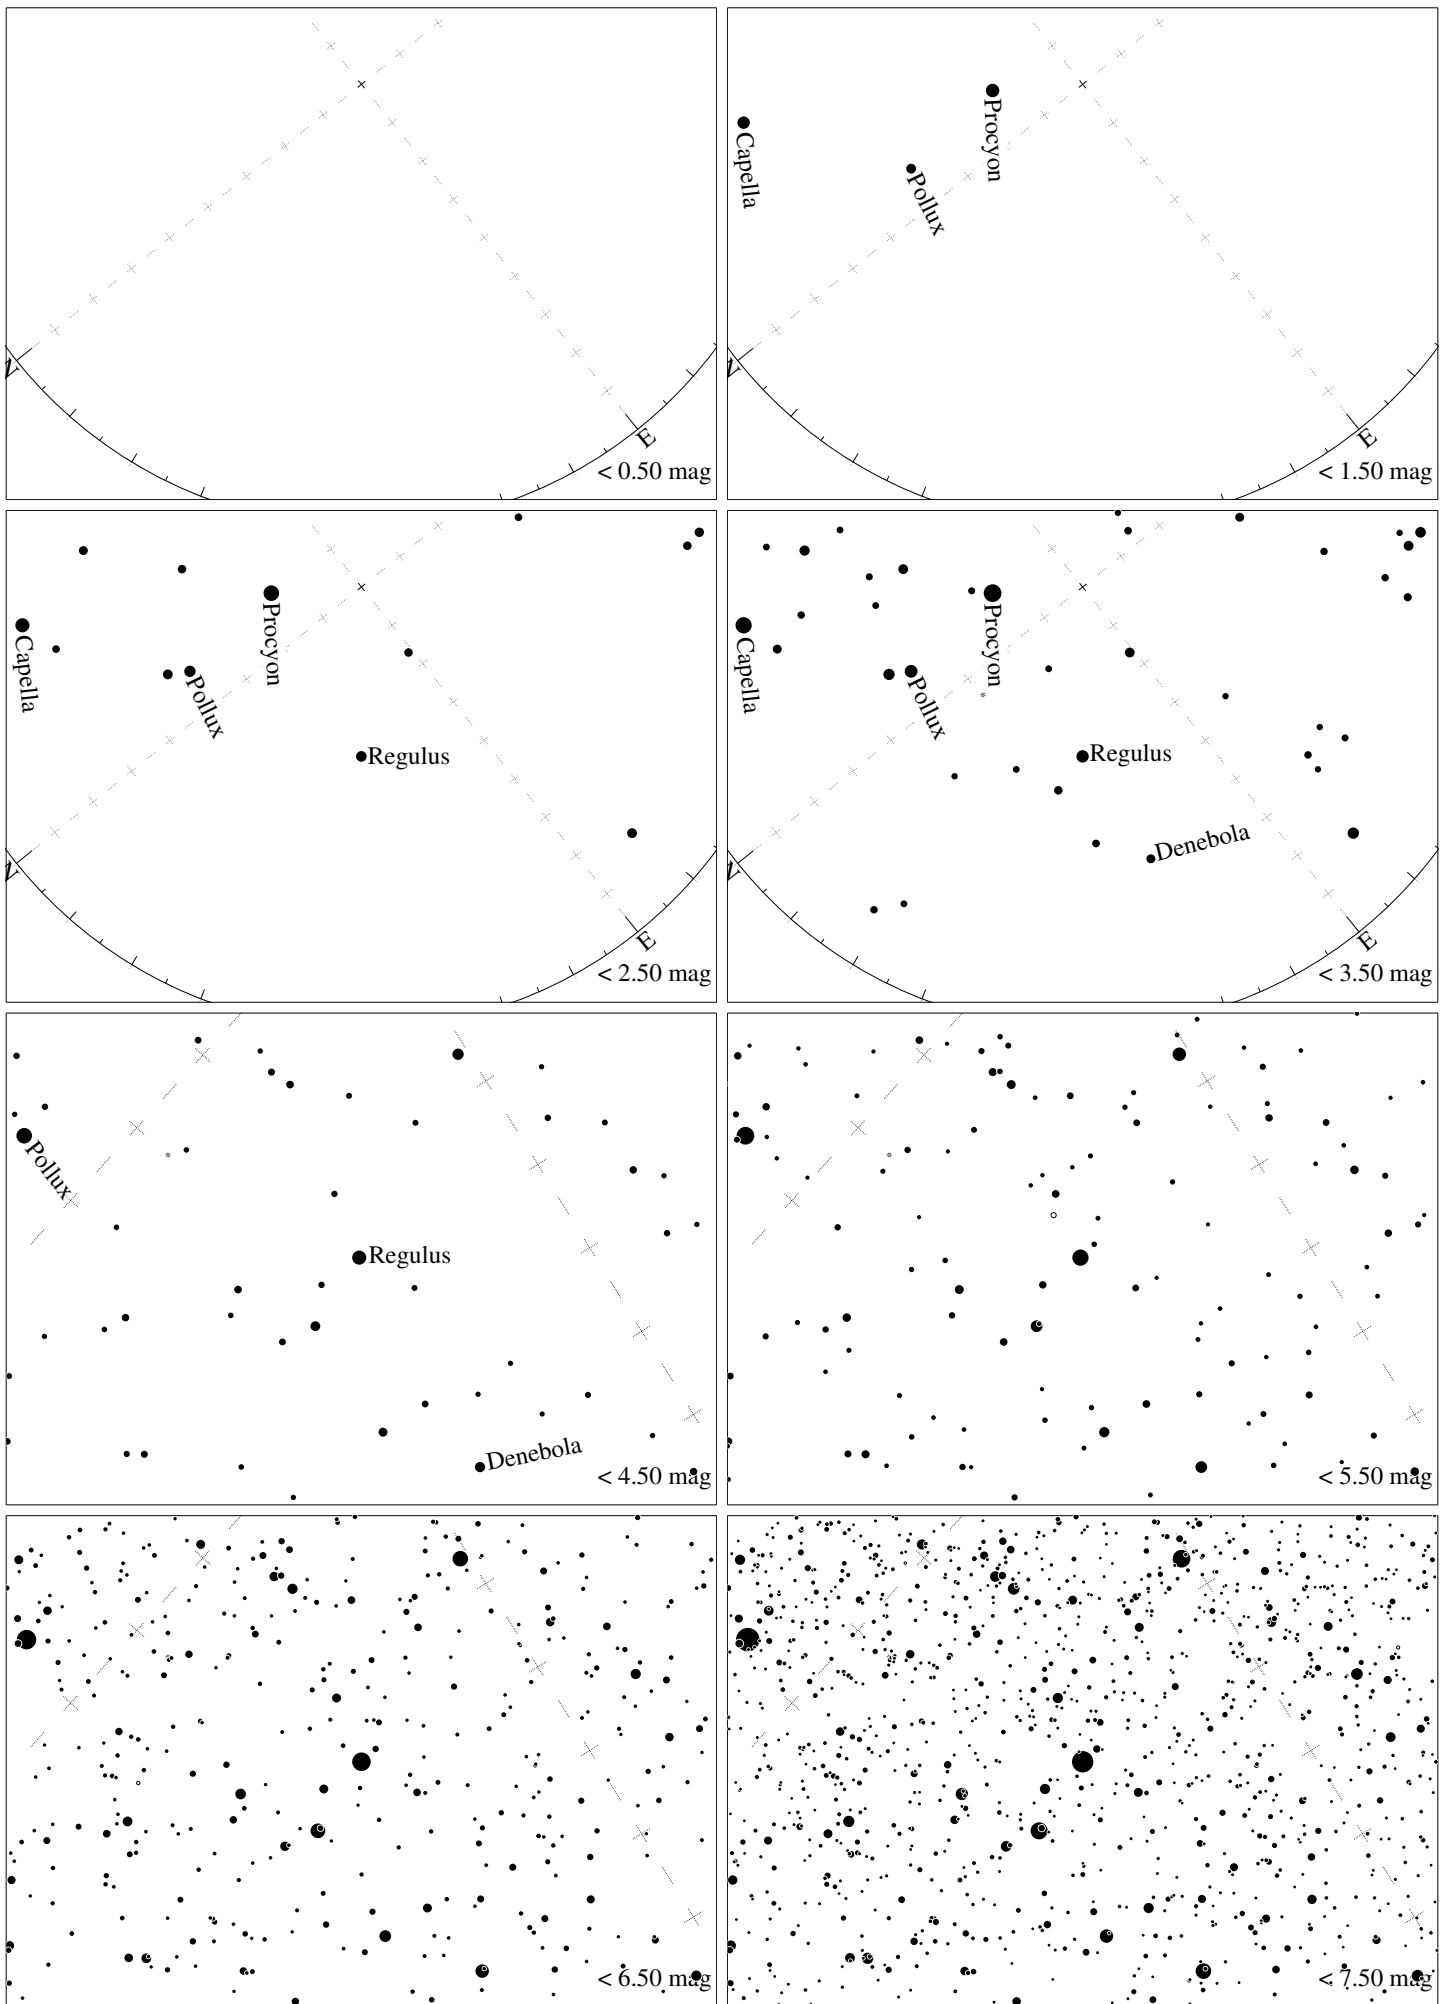 N
E
< 0.50 mag
Capella
Pollux
Procyon
N
E
< 1.50 mag
Capella
Pollux
Procyon
Regulus
N
E
< 2.50 mag
Capella
Pollux
Procyon
Regulus
Denebola
N
E
< 3.50 mag
Pollux
Regulus
Denebola
< 4.50 mag
< 5.50 mag
< 6.50 mag
< 7.50 mag